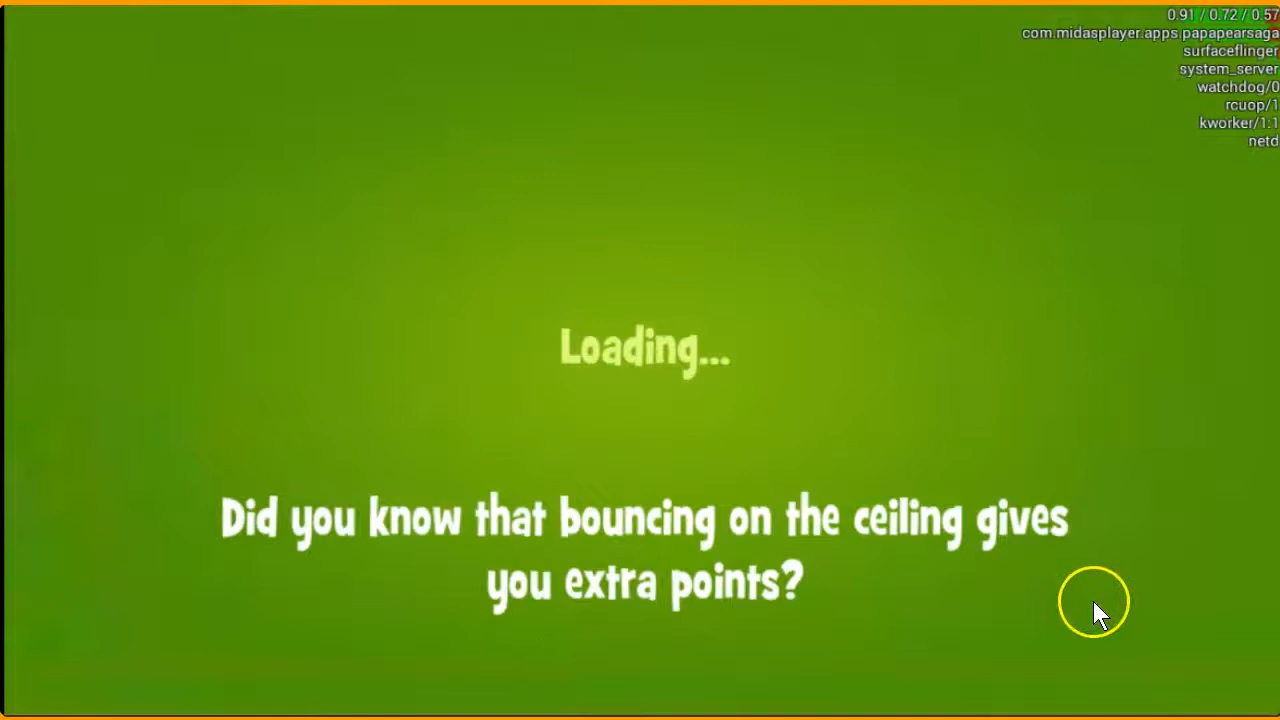 0.91 / 0.72 / 0.57
com.midasplayer.apps.papapearsaga
surfaceflinger
system_server
watchdog/0
rcuop/1
kworker/1:1
netd
Loading...
Did you know that bouncing on the ceiling gives
you extra points?